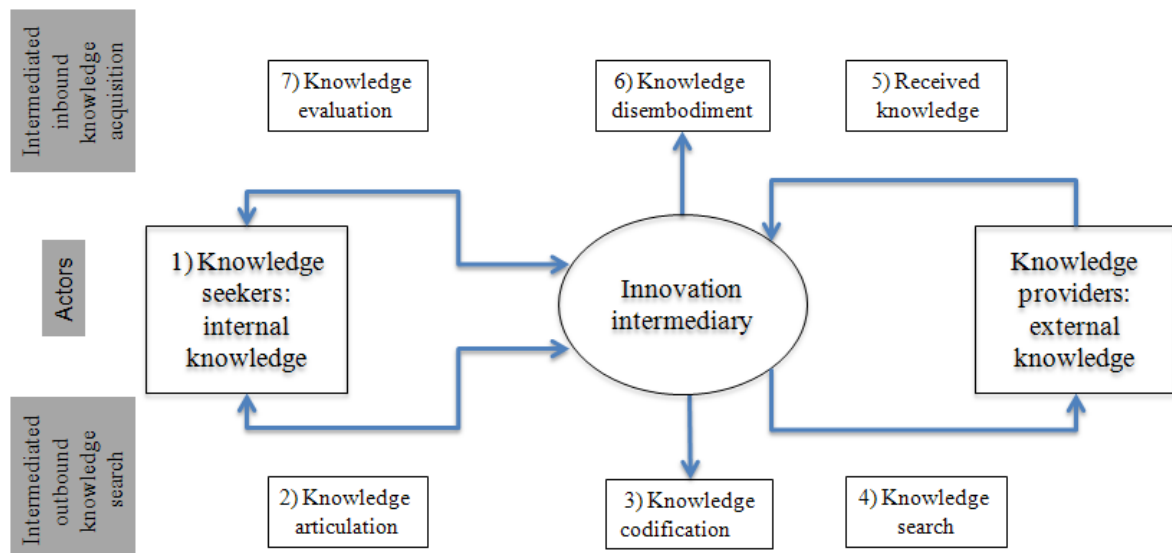 Intermediated
inbound
knowledge
acquisition
7) Knowledge
evaluation
6) Knowledge
disembodiment
5) Received
knowledge
Actors
1) Knowledge
seekers:
internal
knowledge
Innovation
intermediary
Knowledge
providers:
external
knowledge
Intermediated
outbound
knowledge
search
2) Knowledge
articulation
3) Knowledge
codification
4) Knowledge
search